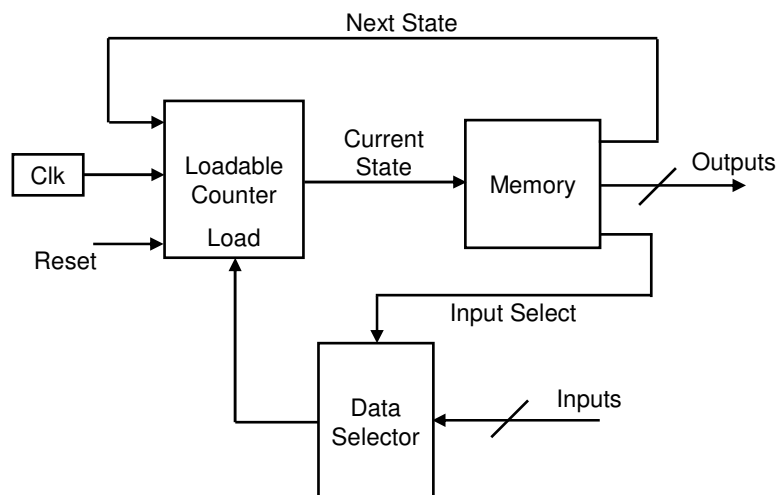 Next State
Clk
Reset
Loadable
Counter
Load
Current
State
Memory
Outputs
Input Select
Data
Selector
Inputs